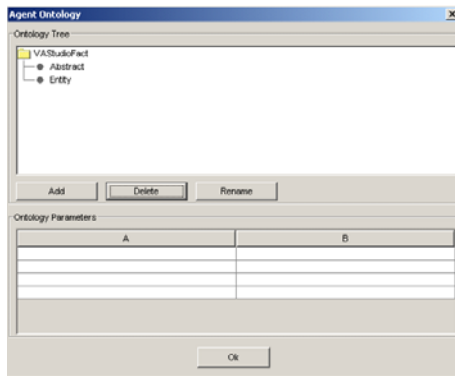 Agent Ontology
Ontology Tree
VAStudioFact
Abstract
Entity
Add Delete Rename
Ontology Parameters
A B
Ok